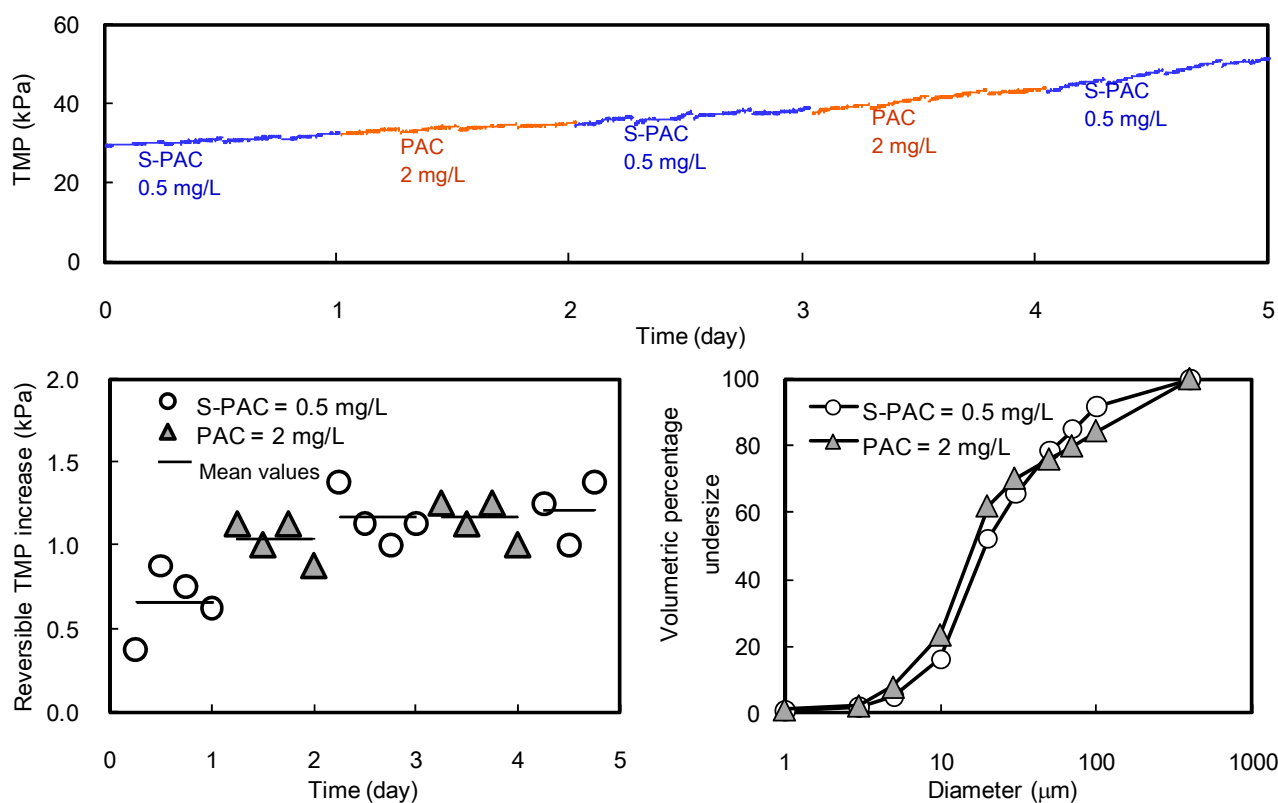 60
40
20
0
TMP (kPa)
S-PAC
0.5 mg/L
PAC
2 mg/L
S-PAC
0.5 mg/L
PAC
2 mg/L
S-PAC
0.5 mg/L
0 1 2 3 4 5
Time (day)
2.0
1.5
1.0
0.5
0.0
Reversible TMP increase (kPa)
S-PAC = 0.5 mg/L
PAC = 2 mg/L
Mean values
0 1 2 3 4 5
Time (day)
100
80
60
40
20
0
Volumetric percentage
undersize
S-PAC = 0.5 mg/L
PAC = 2 mg/L
1 10 100 1000
Diameter (μm)